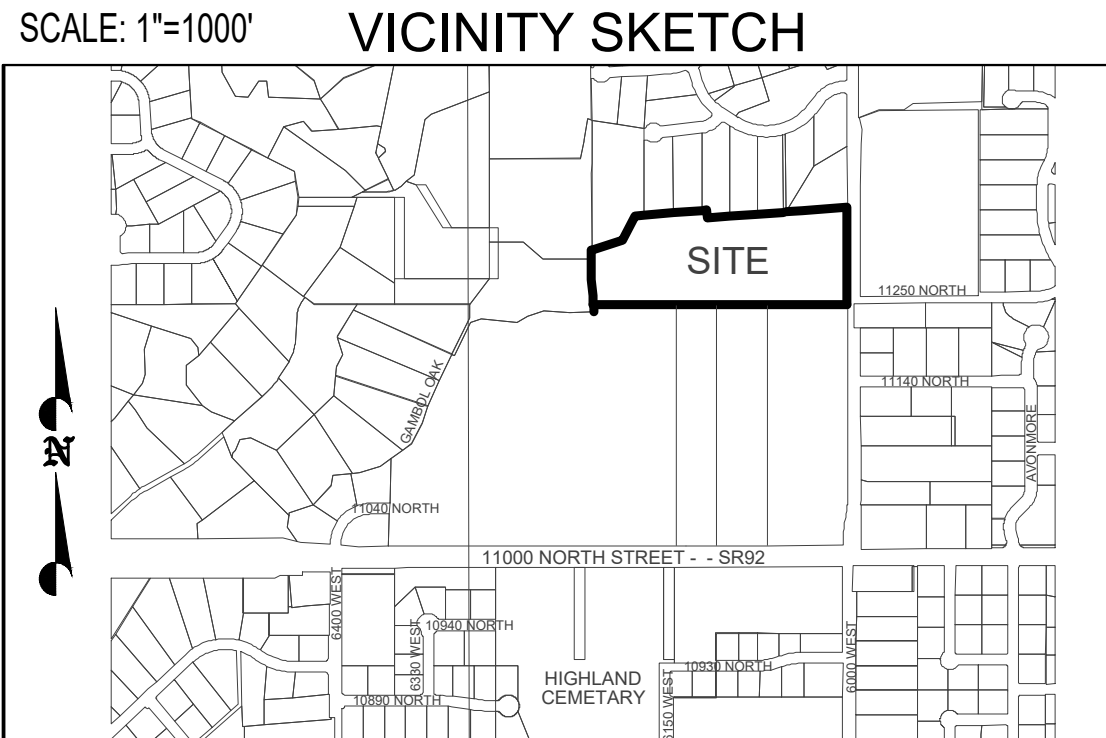 SCALE: 1"=1000'
VICINITY SKETCH
SITE
11250 NORTH
11140 NORTH
GAMBOL OAK
AVONMORE
N
11040 NORTH
11000 NORTH STREET - - SR92
6400 WEST
6330 WEST
10940 NORTH
10890 NORTH
HIGHLAND
CEMETARY
6150 WEST
10930 NORTH
6000 WEST